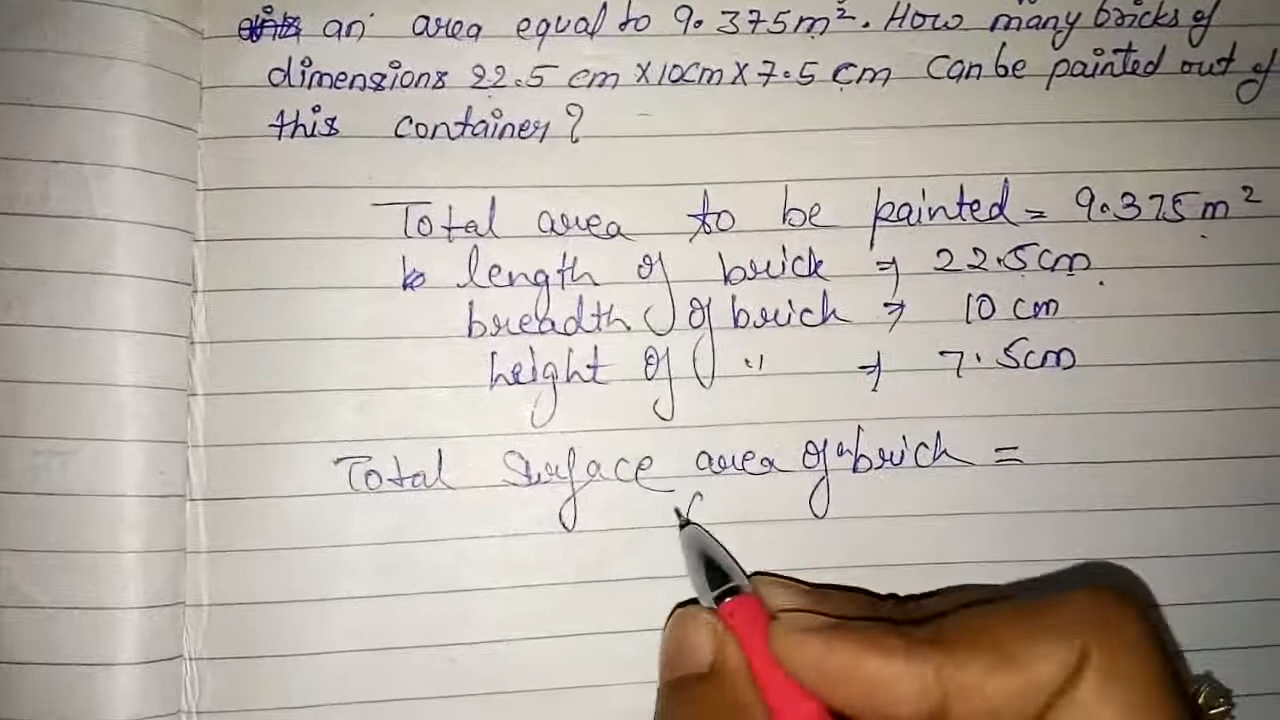 an area equal to 9.375m². How many bricks of
dimensions 22.5 cm × 10cm × 7.5 cm can be painted out of
this container?
Total area to be painted = 9.375m²
length of brick ⇒ 22.5cm
breadth of brick ⇒ 10 cm
height of " ⇒ 7.5cm
Total Surface area of a brick =